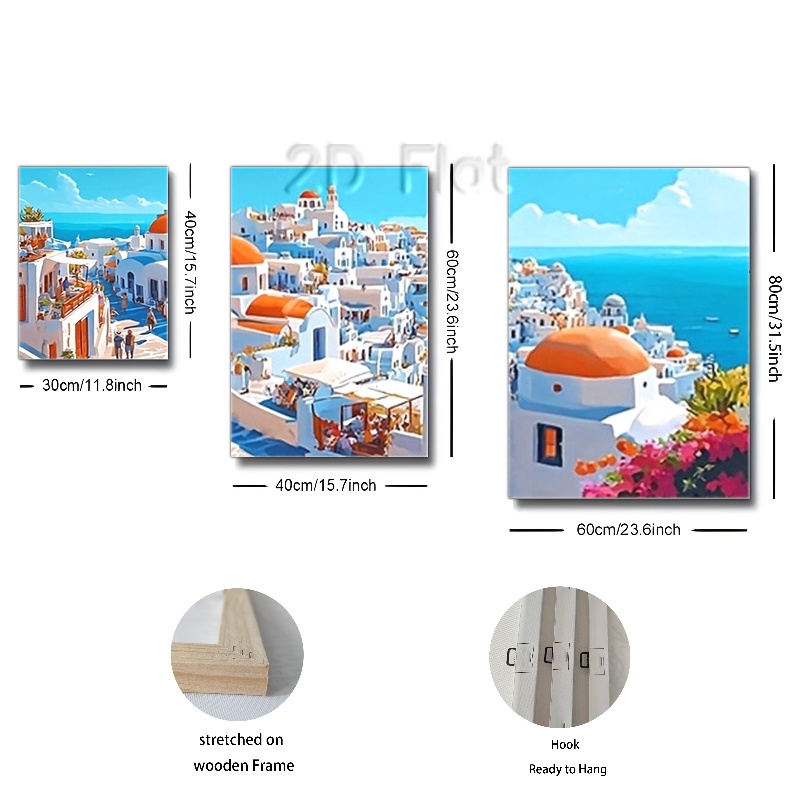 2D Flat
40cm/15.7inch
30cm/11.8inch
60cm/23.6inch
40cm/15.7inch
80cm/31.5inch
60cm/23.6inch
stretched on
wooden Frame
Hook
Ready to Hang